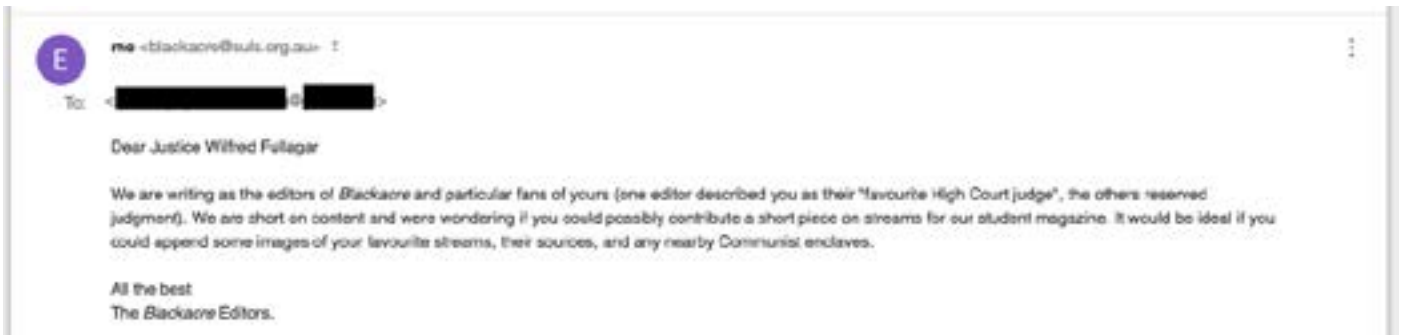 E
me <blackacre@suls.org.au>
To: < @ >
Dear Justice Wilfred Fullagar
We are writing as the editors of Blackacre and particular fans of yours (one editor described you as their "favourite High Court judge", the others reserved
judgment). We are short on content and were wondering if you could possibly contribute a short piece on streams for our student magazine. It would be ideal if you
could append some images of your favourite streams, their sources, and any nearby Communist enclaves.
All the best
The Blackacre Editors.